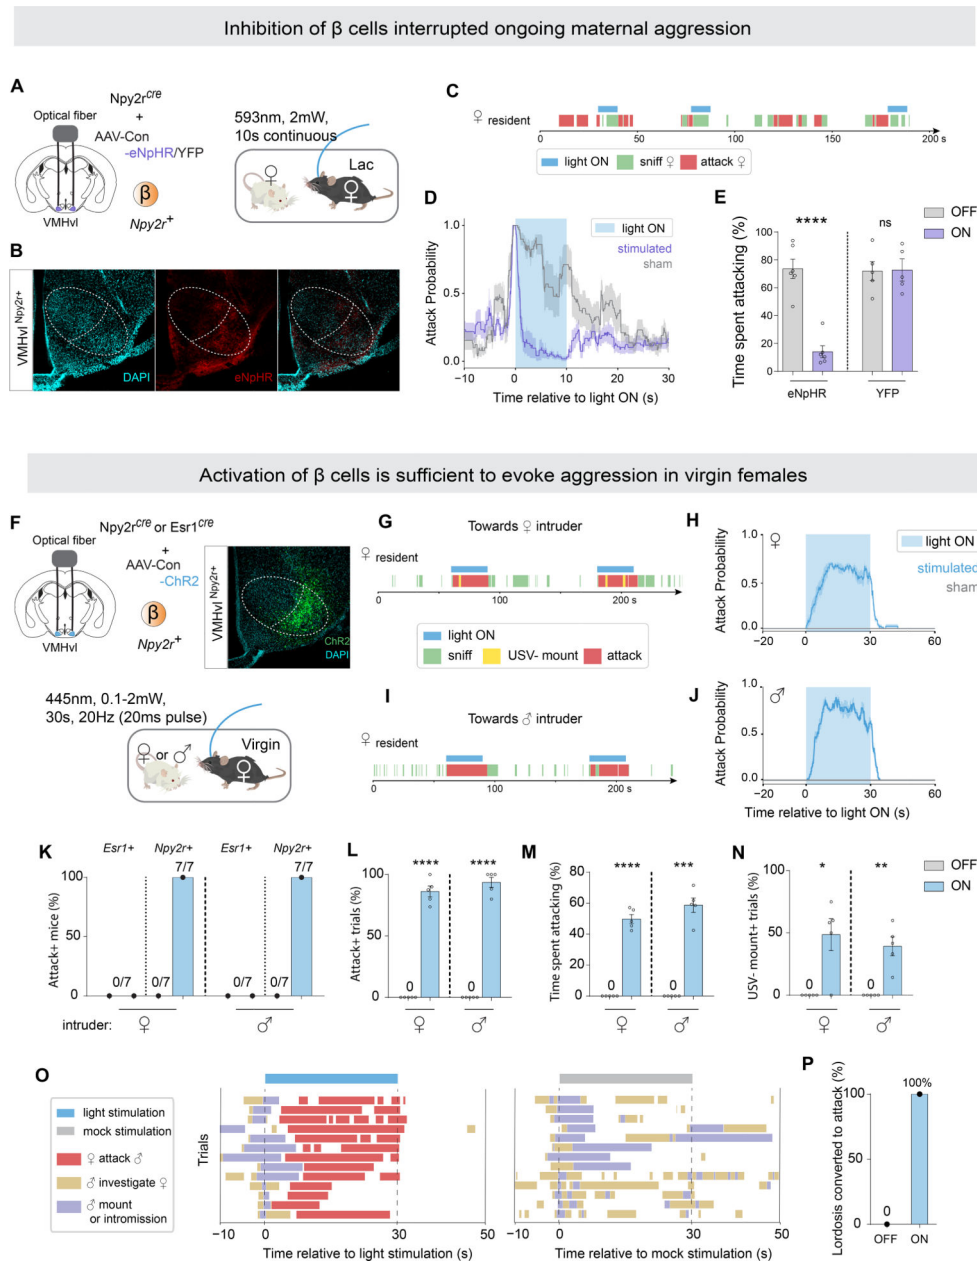 Inhibition of β cells interrupted ongoing maternal aggression
A
Npy2rcre
+
Optical fiber
AAV-Con
-eNpHR/YFP
β
VMHvl
Npy2r+
593nm, 2mW,
10s continuous
♀
Lac
♀
B
VMHvl Npy2r+
DAPI
eNpHR
C
♀
resident
0
50
100
150
200 s
light ON
sniff ♀
attack ♀
D
Attack Probability
1.0
0.5
0.0
light ON
stimulated
sham
−10
0
10
20
30
Time relative to light ON (s)
E
OFF
ON
Time spent attacking (%)
100
80
60
40
20
0
****
ns
eNpHR
YFP
Activation of β cells is sufficient to evoke aggression in virgin females
F
Npy2rcre or Esr1cre
Optical fiber
+
AAV-Con
-ChR2
β
VMHvl
Npy2r+
VMHvl Npy2r+
ChR2
DAPI
445nm, 0.1-2mW,
30s, 20Hz (20ms pulse)
♀ or ♂
Virgin
♀
G
Towards ♀ intruder
♀
resident
0
100
200 s
light ON
sniff
USV- mount
attack
H
♀
Attack Probability
1.0
0.5
0.0
light ON
stimulated
sham
−20
0
30
60
I
Towards ♂ intruder
♀
resident
0
100
200 s
J
♂
Attack Probability
1.0
0.5
0.0
−20
0
30
60
Time relative to light ON (s)
K
Esr1+
Npy2r+
Esr1+
Npy2r+
7/7
7/7
Attack+ mice (%)
100
50
0
0/7
0/7
0/7
0/7
intruder:
♀
♂
L
Attack+ trials (%)
100
50
0
****
****
0
0
♀
♂
M
Time spent attacking (%)
80
60
40
20
0
****
***
0
0
♀
♂
N
USV- mount+ trials (%)
100
50
0
*
**
0
0
♀
♂
OFF
ON
O
light stimulation
mock stimulation
♀ attack ♂
♂ investigate ♀
♂ mount
or intromission
Trials
−10
0
30
50
Time relative to light stimulation (s)
−10
0
30
50
Time relative to mock stimulation (s)
P
Lordosis converted to attack (%)
100
50
0
100%
0
OFF
ON